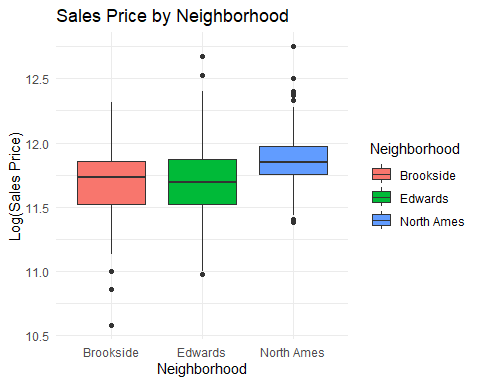 Sales Price by Neighborhood
Log(Sales Price)
12.5
12.0
11.5
11.0
10.5
Brookside
Edwards
North Ames
Neighborhood
Neighborhood
Brookside
Edwards
North Ames